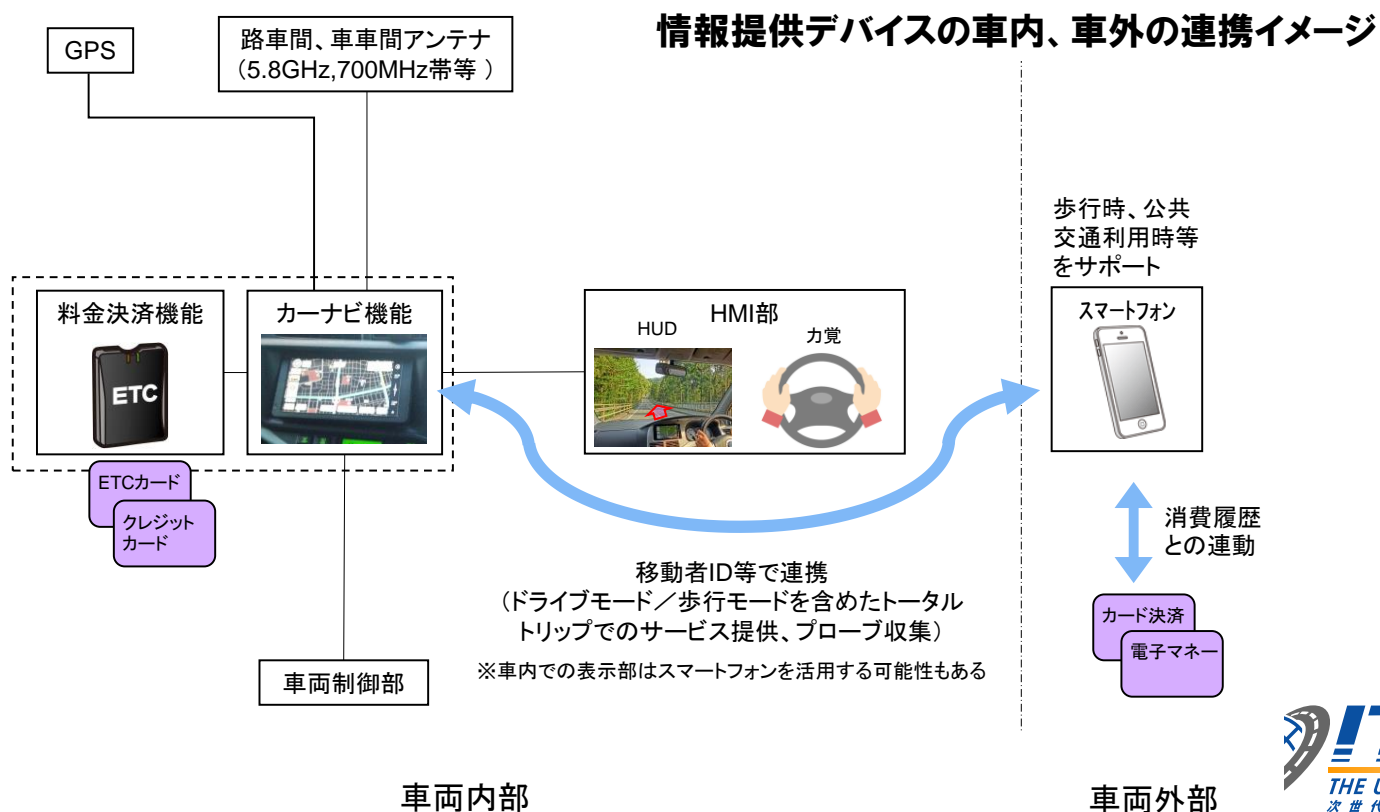 情報提供デバイスの車内、車外の連携イメージ
GPS
路車間、車車間アンテナ
（5.8GHz,700MHz帯等 ）
歩行時、公共
交通利用時等
をサポート
料金決済機能
カーナビ機能
HMI部
HUD
力覚
スマートフォン
ETC
ETCカード
クレジット
カード
消費履歴
との連動
移動者ID等で連携
（ドライブモード／歩行モードを含めたトータル
トリップでのサービス提供、プローブ収集）
※車内での表示部はスマートフォンを活用する可能性もある
カード決済
電子マネー
車両制御部
車両内部
車両外部
THE
次世代